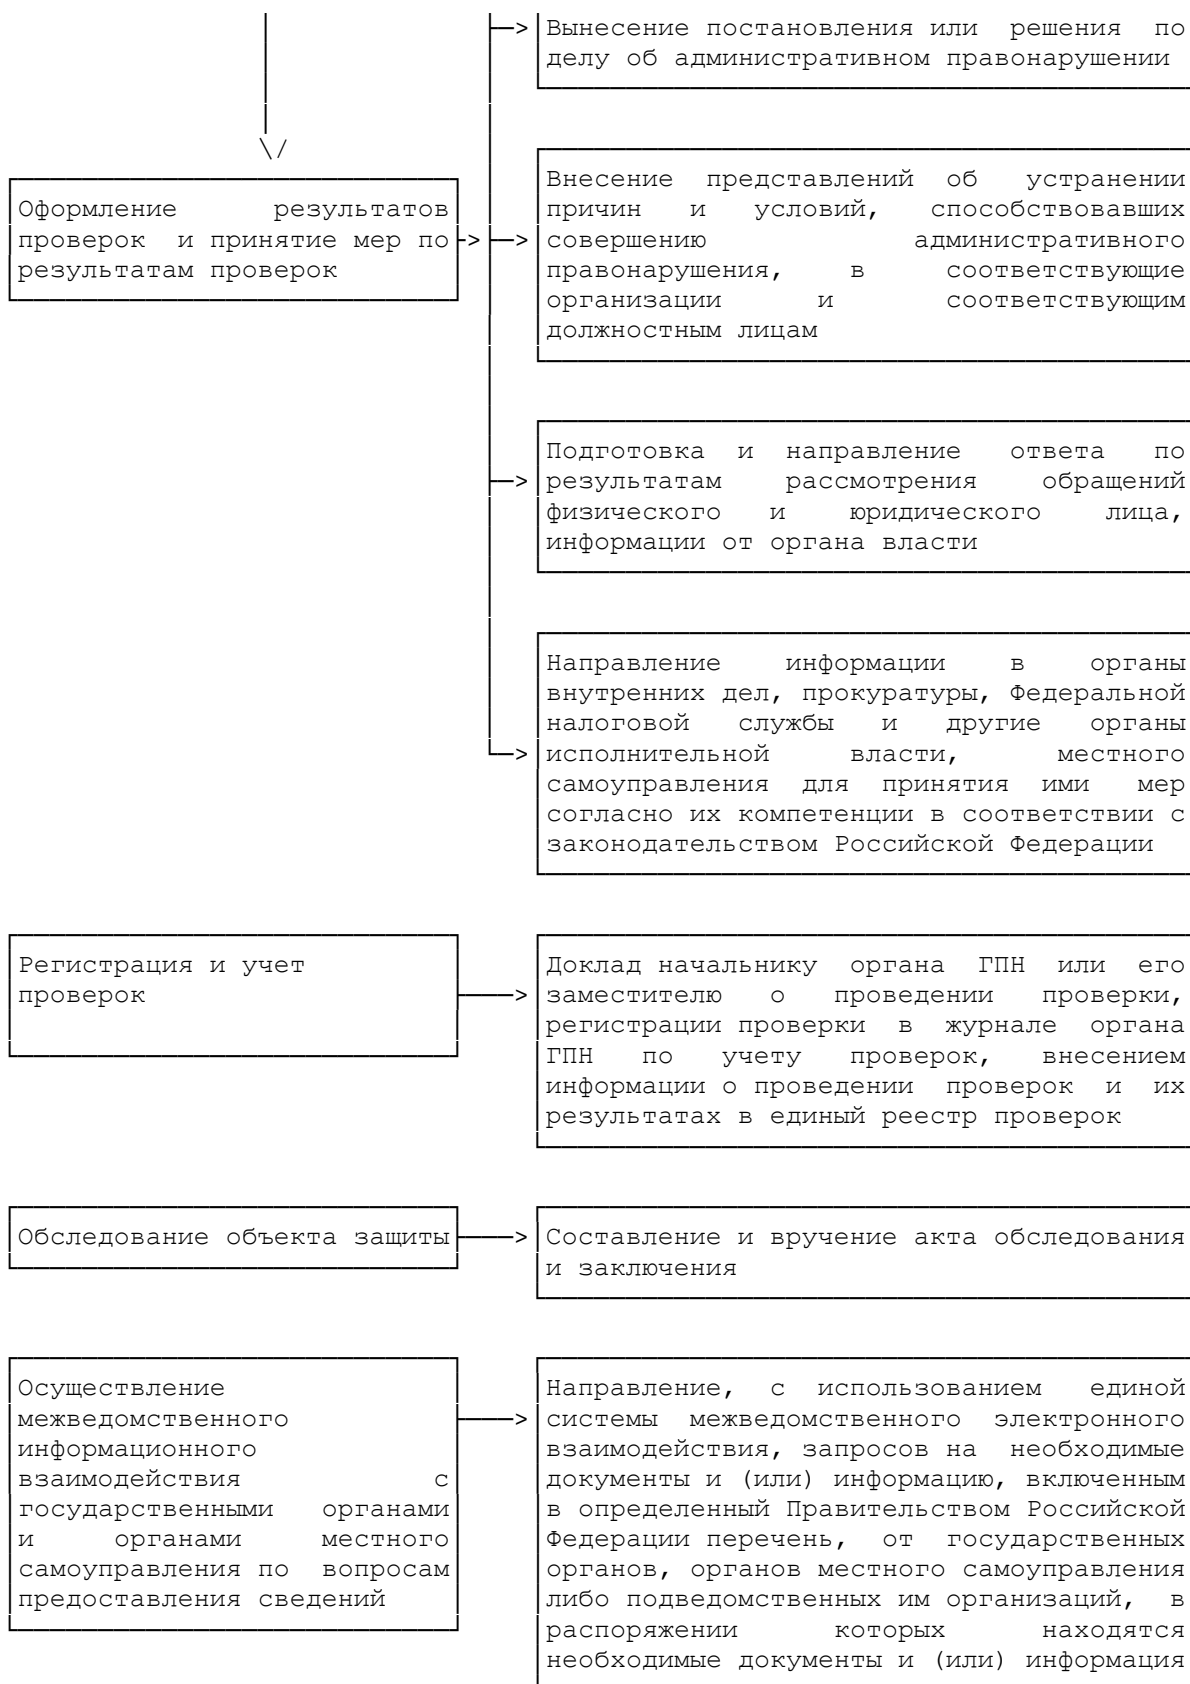 Вынесение постановления или решения по
делу об административном правонарушении
Оформление результатов
проверок и принятие мер по
результатам проверок
Внесение представлений об устранении
причин и условий, способствовавших
совершению административного
правонарушения, в соответствующие
организации и соответствующим
должностным лицам
Подготовка и направление ответа по
результатам рассмотрения обращений
физического и юридического лица,
информации от органа власти
Направление информации в органы
внутренних дел, прокуратуры, Федеральной
налоговой службы и другие органы
исполнительной власти, местного
самоуправления для принятия ими мер
согласно их компетенции в соответствии с
законодательством Российской Федерации
Регистрация и учет
проверок
Доклад начальнику органа ГПН или его
заместителю о проведении проверки,
регистрации проверки в журнале органа
ГПН по учету проверок, внесением
информации о проведении проверок и их
результатах в единый реестр проверок
Обследование объекта защиты
Составление и вручение акта обследования
и заключения
Осуществление
межведомственного
информационного
взаимодействия с
государственными органами
и органами местного
самоуправления по вопросам
предоставления сведений
Направление, с использованием единой
системы межведомственного электронного
взаимодействия, запросов на необходимые
документы и (или) информацию, включенным
в определенный Правительством Российской
Федерации перечень, от государственных
органов, органов местного самоуправления
либо подведомственных им организаций, в
распоряжении которых находятся
необходимые документы и (или) информация